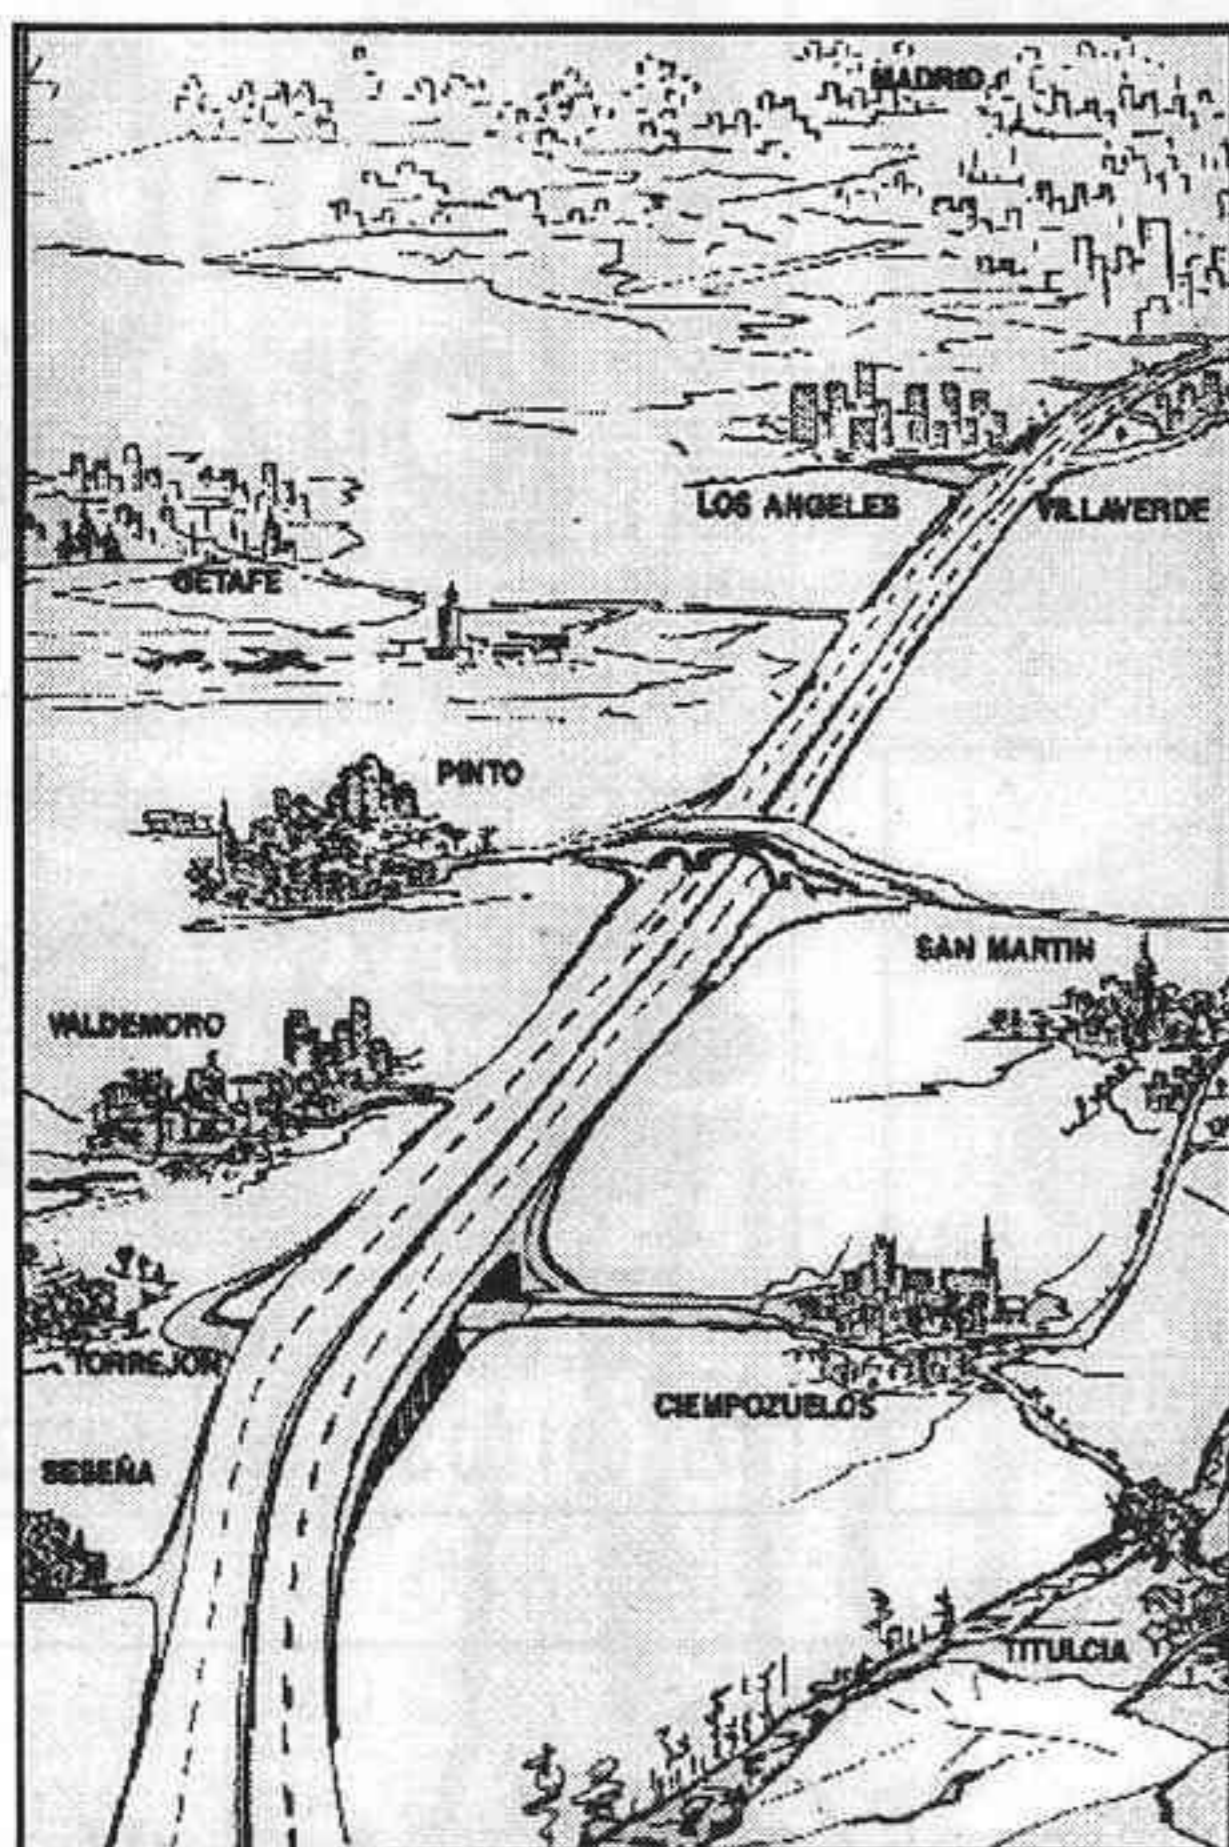 MADRID
LOS ANGELES
VILLAVERDE
GETAFE
PINTO
SAN MARTIN
VALDEMORO
TORREJON
CIEMPOZUELOS
SESEÑA
TITULCIA